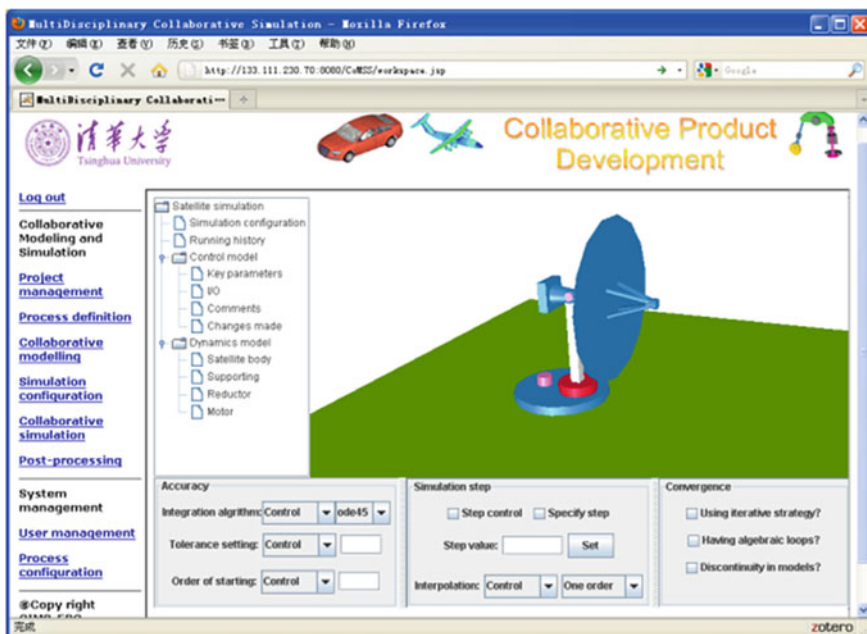 MultiDisciplinary Collaborative Simulation - Mozilla Firefox
文件(F) 编辑(E) 查看(V) 历史(S) 书签(B) 工具(T) 帮助(H)
http://133.111.230.70:8080/CoMSS/workspace.jsp
Google
MultiDisciplinary Collaborati...
清华大学
Tsinghua University
Collaborative Product
Development
Log out
Collaborative
Modeling and
Simulation
Project
management
Process definition
Collaborative
modelling
Simulation
configuration
Collaborative
simulation
Post-processing
System
management
User management
Process
configuration
®Copy right
Satellite simulation
Simulation configuration
Running history
Control model
Key parameters
I/O
Comments
Changes made
Dynamics model
Satellite body
Supporting
Reductor
Motor
Accuracy
Integration algrithm: Control ode45
Tolerance setting: Control
Order of starting: Control
Simulation step
Step control Specify step
Step value: Set
Interpolation: Control One order
Convergence
Using iterative strategy?
Having algebraic loops?
Discontinuity in models?
完成
zotero